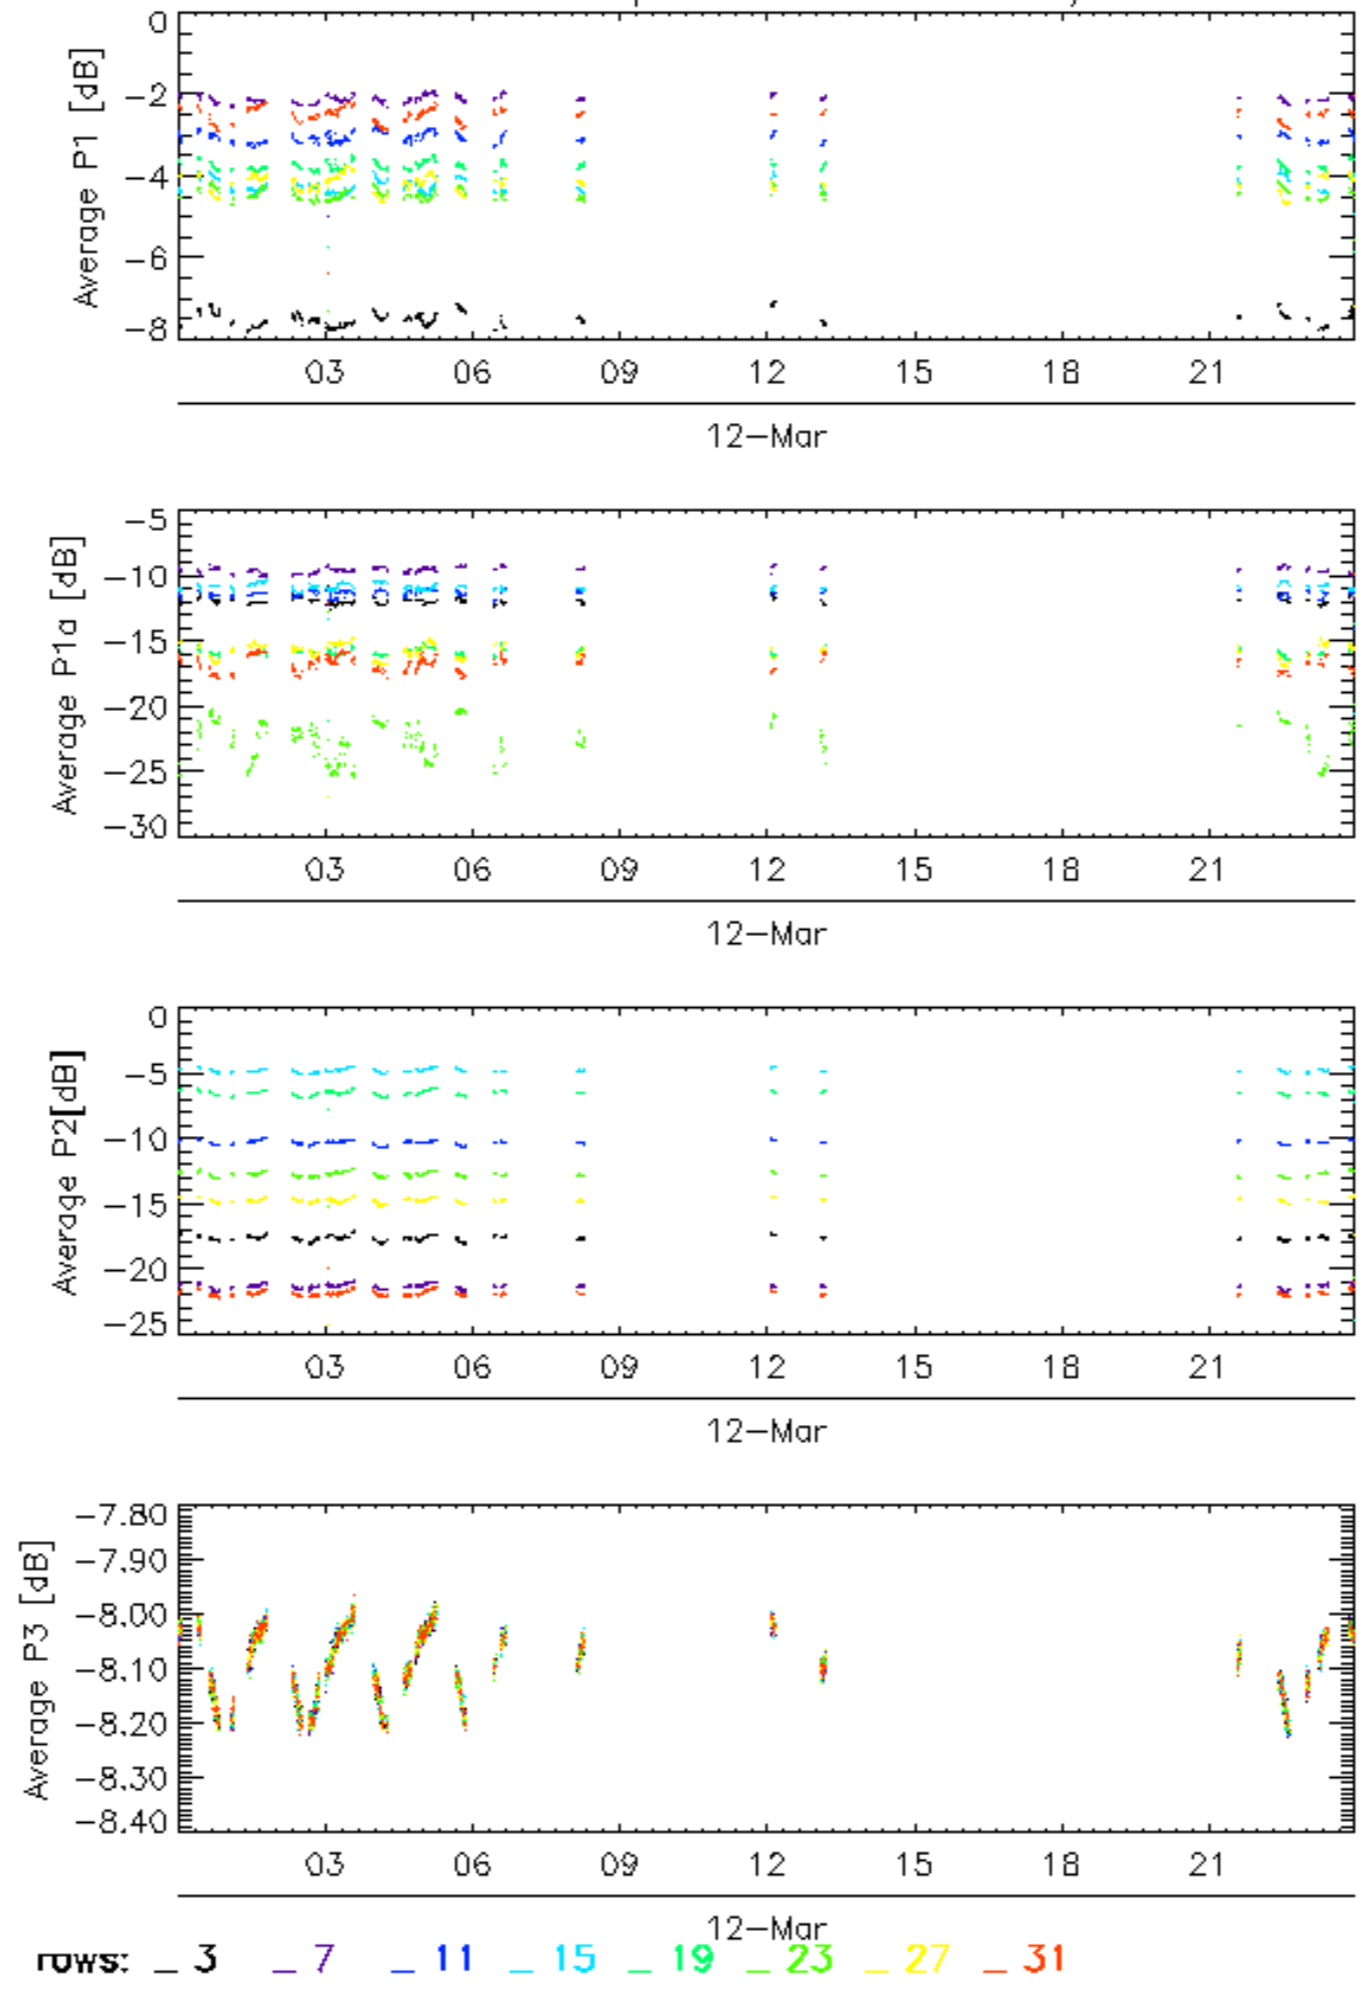 0
−2
−4
−6
−8
Average P1 [dB]
03 06 09 12 15 18 21
12−Mar
−5
−10
−15
−20
−25
−30
Average P1a [dB]
03 06 09 12 15 18 21
12−Mar
0
−5
−10
−15
−20
−25
Average P2[dB]
03 06 09 12 15 18 21
12−Mar
−7.80
−7.90
−8.00
−8.10
−8.20
−8.30
−8.40
Average P3 [dB]
03 06 09 12 15 18 21
12−Mar
rows: _ 3 _ 7 _ 11 _ 15 _ 19 _ 23 _ 27 _ 31